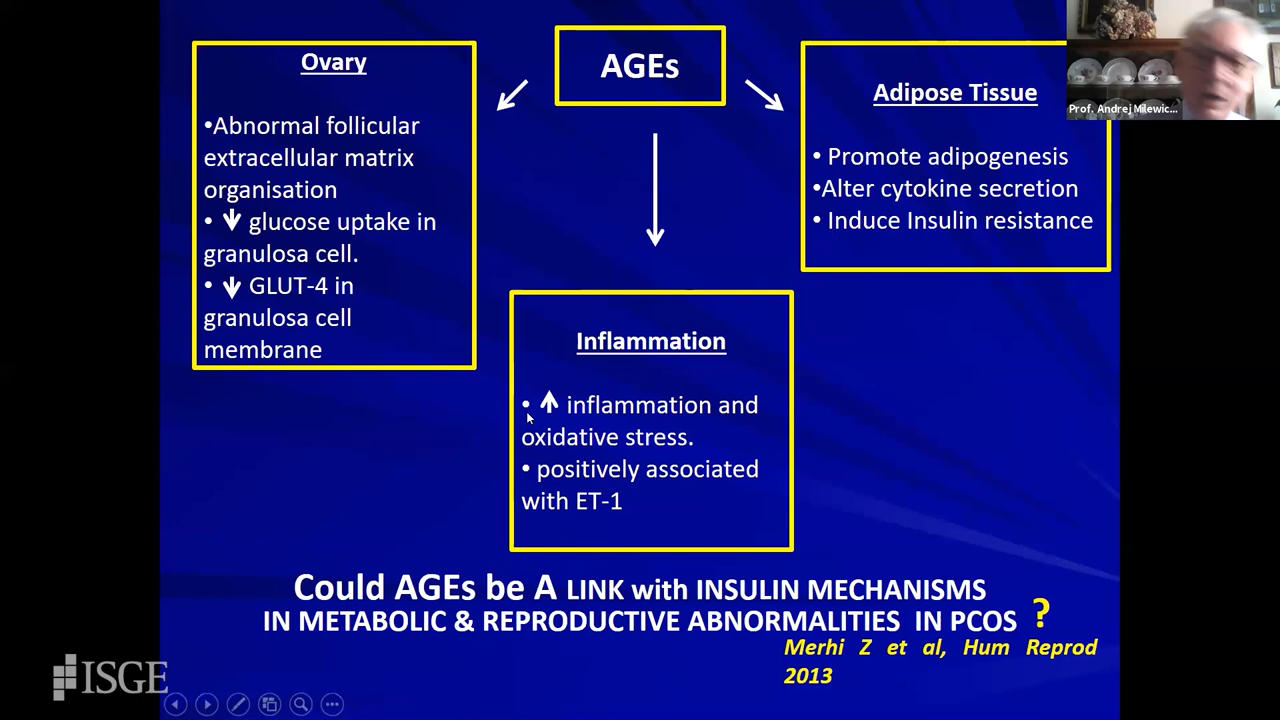 AGEs
Ovary
•Abnormal follicular
extracellular matrix
organisation
• ↓ glucose uptake in
granulosa cell.
• ↓ GLUT-4 in
granulosa cell
membrane
Adipose Tissue
• Promote adipogenesis
•Alter cytokine secretion
• Induce Insulin resistance
Prof. Andrej Milewic...
Inflammation
• ↑ inflammation and
oxidative stress.
• positively associated
with ET-1
Could AGEs be A LINK with INSULIN MECHANISMS
IN METABOLIC & REPRODUCTIVE ABNORMALITIES IN PCOS ?
Merhi Z et al, Hum Reprod
2013
ISGE